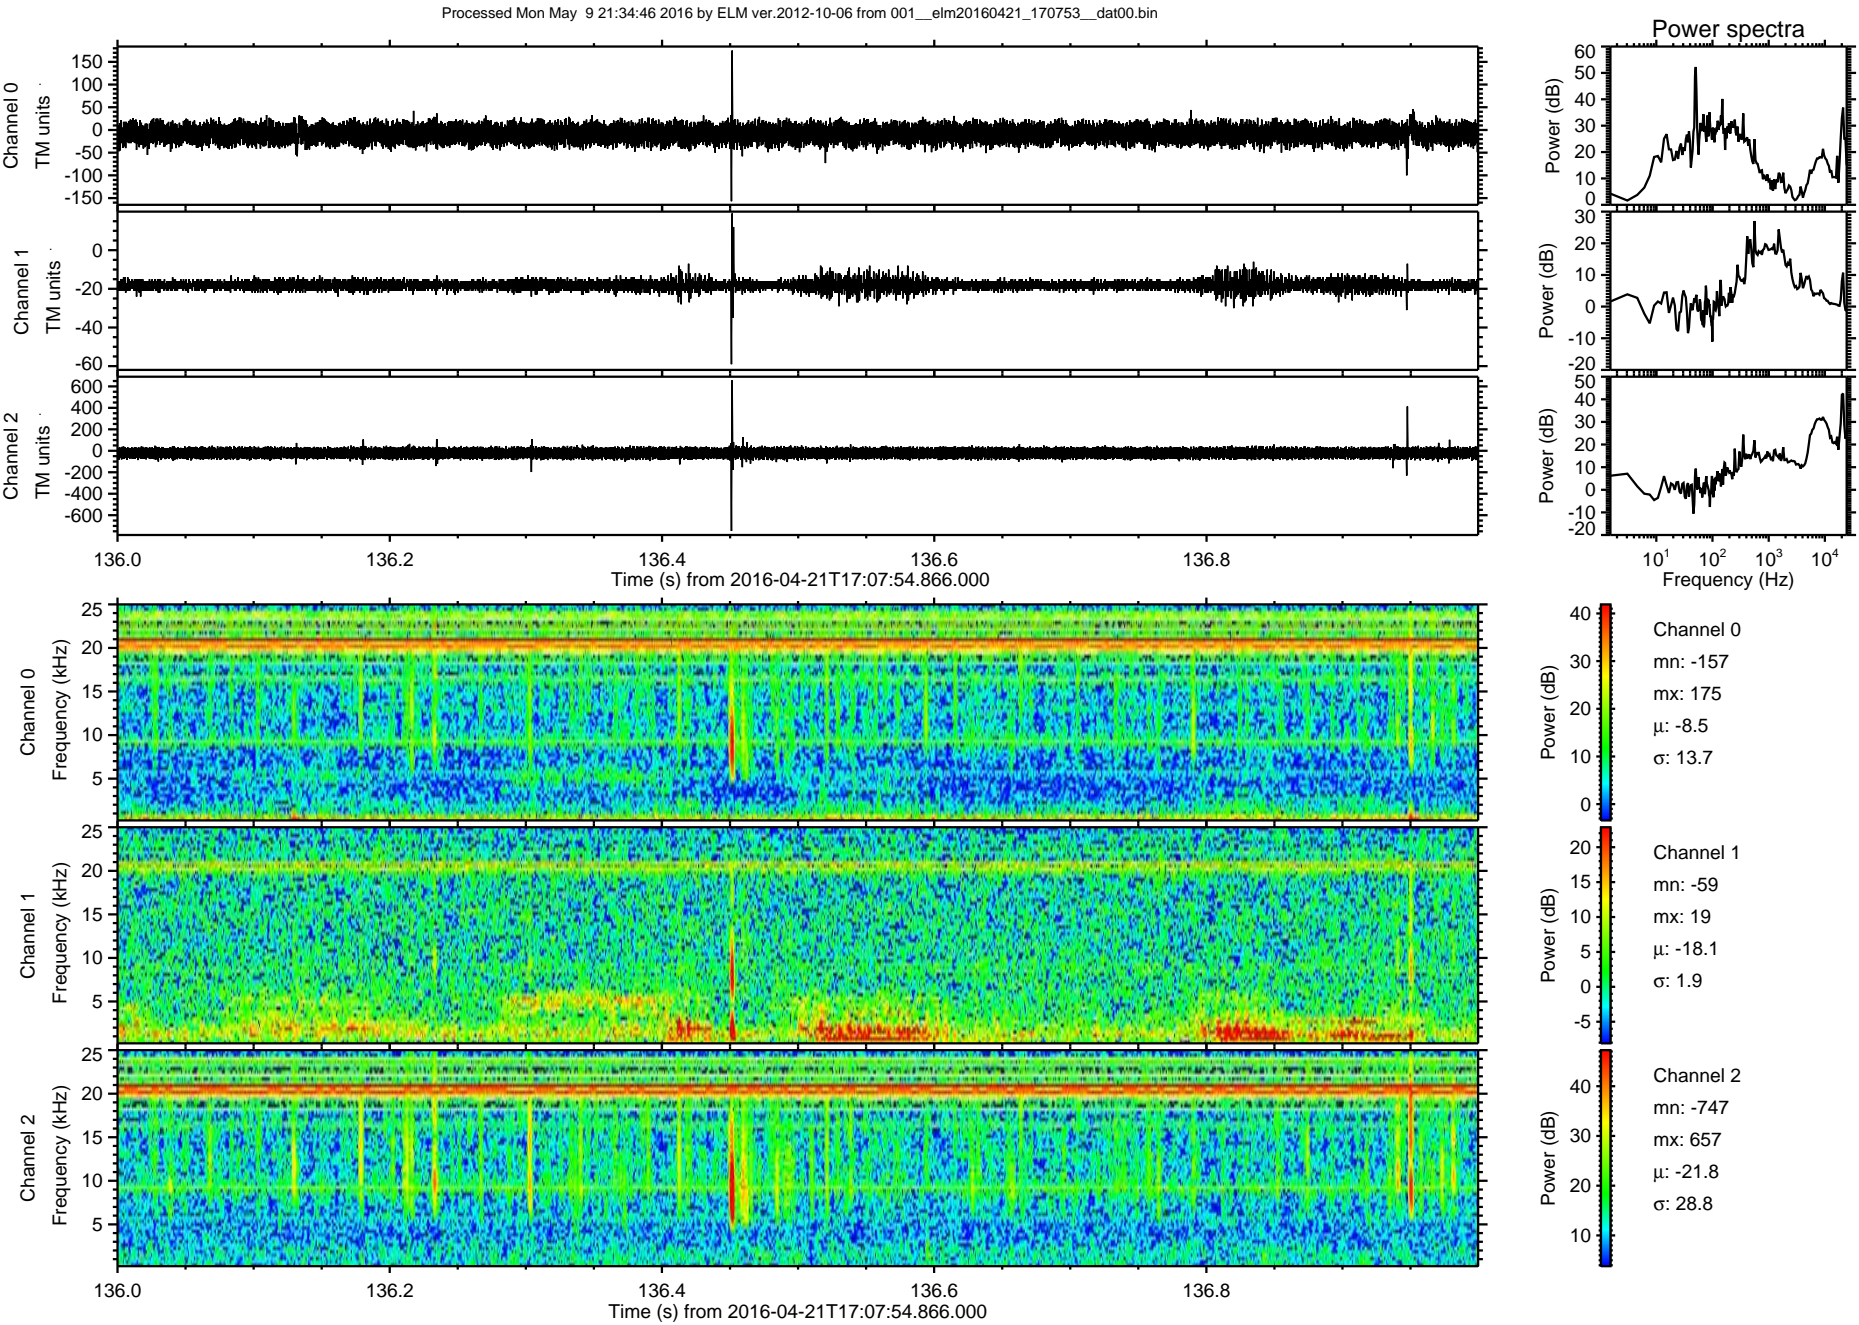 Processed Mon May  9 21:34:46 2016 by ELM ver.2012-10-06 from 001__elm20160421_170753__dat00.bin
Power spectra
Channel 0
TM units
150
100
50
0
-50
-100
-150
Power (dB)
60
50
40
30
20
10
0
Channel 1
TM units
0
-20
-40
-60
Power (dB)
30
20
10
0
-10
-20
Channel 2
TM units
600
400
200
0
-200
-400
-600
Power (dB)
50
40
30
20
10
0
-10
-20
136.0 136.2 136.4 136.6 136.8
Time (s) from 2016-04-21T17:07:54.866.000
10^1 10^2 10^3 10^4
Frequency (Hz)
Channel 0
Frequency (kHz)
25
20
15
10
5
Power (dB)
40
30
20
10
0
Channel 0
mn: -157
mx: 175
μ: -8.5
σ: 13.7
Channel 1
Frequency (kHz)
25
20
15
10
5
Power (dB)
20
15
10
5
0
-5
Channel 1
mn: -59
mx: 19
μ: -18.1
σ: 1.9
Channel 2
Frequency (kHz)
25
20
15
10
5
Power (dB)
40
30
20
10
Channel 2
mn: -747
mx: 657
μ: -21.8
σ: 28.8
136.0 136.2 136.4 136.6 136.8
Time (s) from 2016-04-21T17:07:54.866.000